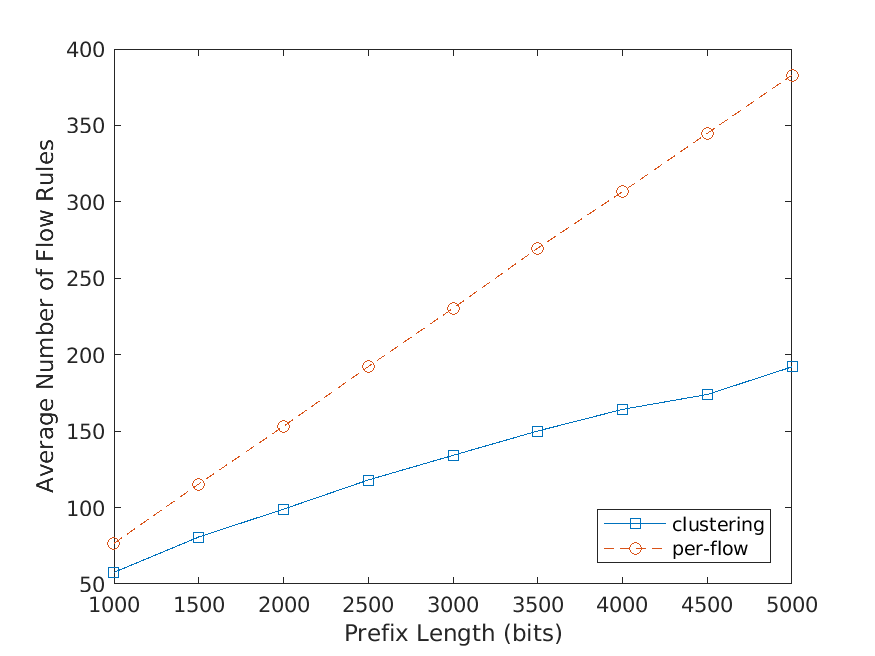 400
350
300
250
200
150
100
50
Average Number of Flow Rules
clustering
per-flow
1000 1500 2000 2500 3000 3500 4000 4500 5000
Prefix Length (bits)